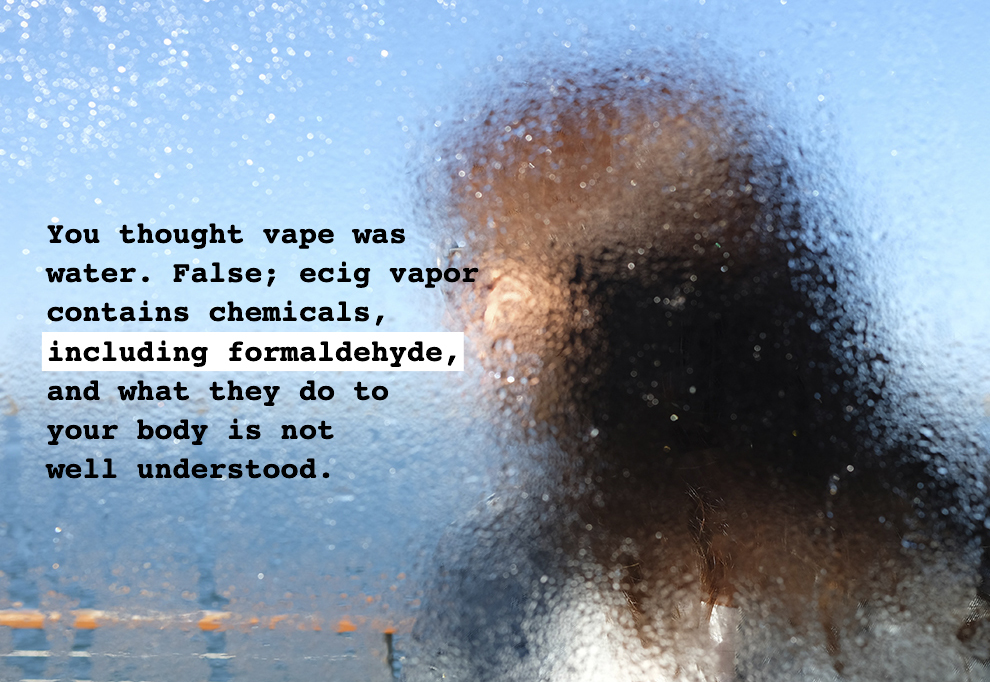 You thought vape was
water. False; ecig vapor
contains chemicals,
including formaldehyde,
and what they do to
your body is not
well understood.